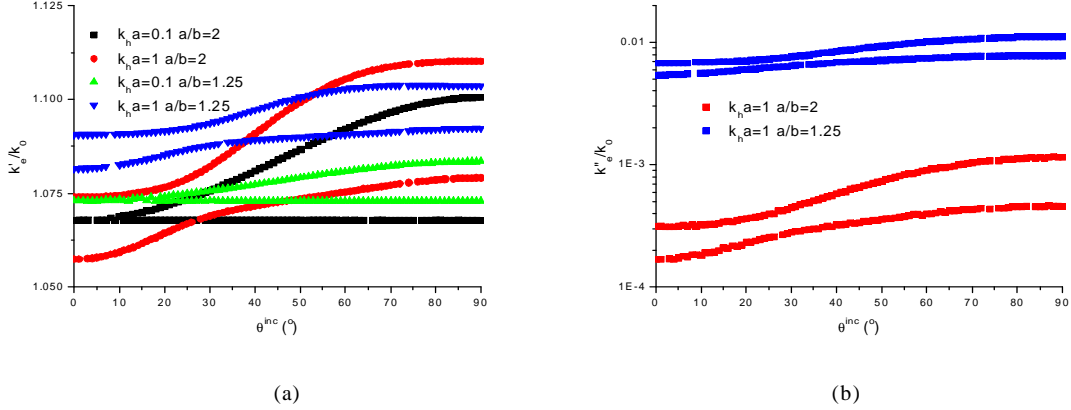 k_h a=0.1 a/b=2
k_h a=1 a/b=2
k_h a=0.1 a/b=1.25
k_h a=1 a/b=1.25
1.125
1.100
1.075
1.050
k'_e/k_0
0 10 20 30 40 50 60 70 80 90
θ^inc (°)
(a)
k_h a=1 a/b=2
k_h a=1 a/b=1.25
0.01
1E-3
1E-4
k''_e/k_0
0 10 20 30 40 50 60 70 80 90
θ^inc (°)
(b)